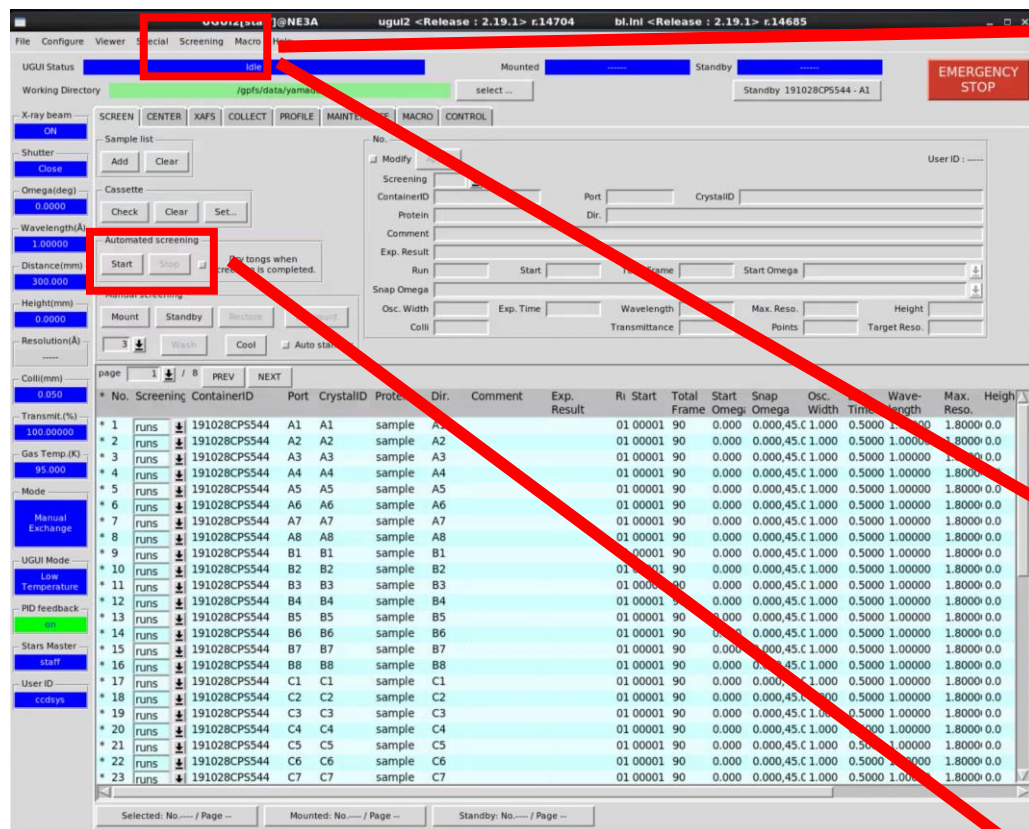 UGUI2[sta ]@NE3A ugui2 <Release : 2.19.1> r.14704 bl.ini <Release : 2.19.1> r.14685
File Configure Viewer Special Screening Macro Help
UGUI Status Idle Mounted ------ Standby ------
EMERGENCY STOP
Working Directory /gpfs/data/yamad select ... Standby 191028CPS544 - A1
X-ray beam
ON
Shutter
Close
Omega(deg)
0.0000
Wavelength(Å)
1.00000
Distance(mm)
300.000
Height(mm)
0.0000
Resolution(Å)
-----
Colli(mm)
0.050
Transmit.(%)
100.00000
Gas Temp.(K)
95.000
Mode
Manual
Exchange
UGUI Mode
Low
Temperature
PID feedback
on
Stars Master
staff
User ID
ccdsys
SCREEN CENTER XAFS COLLECT PROFILE MAINTE MACRO CONTROL
Sample list
Add Clear
Cassette
Check Clear Set...
Automated screening
Start Stop Dry tongs when
screening is completed.
Manual screening
Mount Standby Restore
3 Wash Cool Auto
No.
Modify User ID : -----
Screening
ContainerID Port CrystalID
Protein Dir.
Comment
Exp. Result
Run Start Total Frame Start Omega
Snap Omega
Osc. Width Exp. Time Wavelength Max. Reso. Height
Colli Transmittance Points Target Reso.
page 1 / 8 PREV NEXT
* No. Screening ContainerID Port CrystalID Protein Dir. Comment Exp. Ru Start Total Start Snap Osc. Wave- Max. Heigh
Result Frame Omega Omega Width Time length Reso.
* 1 runs 191028CPS544 A1 A1 sample A1 01 00001 90 0.000 0.000,45.0 1.000 0.5000 1.00000 1.8000 0.0
* 2 runs 191028CPS544 A2 A2 sample A2 01 00001 90 0.000 0.000,45.0 1.000 0.5000 1.00000 1.8000 0.0
* 3 runs 191028CPS544 A3 A3 sample A3 01 00001 90 0.000 0.000,45.0 1.000 0.5000 1.00000 1.8000 0.0
* 4 runs 191028CPS544 A4 A4 sample A4 01 00001 90 0.000 0.000,45.0 1.000 0.5000 1.00000 1.8000 0.0
* 5 runs 191028CPS544 A5 A5 sample A5 01 00001 90 0.000 0.000,45.0 1.000 0.5000 1.00000 1.8000 0.0
* 6 runs 191028CPS544 A6 A6 sample A6 01 00001 90 0.000 0.000,45.0 1.000 0.5000 1.00000 1.8000 0.0
* 7 runs 191028CPS544 A7 A7 sample A7 01 00001 90 0.000 0.000,45.0 1.000 0.5000 1.00000 1.8000 0.0
* 8 runs 191028CPS544 A8 A8 sample A8 01 00001 90 0.000 0.000,45.0 1.000 0.5000 1.00000 1.8000 0.0
* 9 runs 191028CPS544 B1 B1 sample B1 00001 90 0.000 0.000,45.0 1.000 0.5000 1.00000 1.8000 0.0
* 10 runs 191028CPS544 B2 B2 sample B2 01 00001 90 0.000 0.000,45.0 1.000 0.5000 1.00000 1.8000 0.0
* 11 runs 191028CPS544 B3 B3 sample B3 01 00001 90 0.000 0.000,45.0 1.000 0.5000 1.00000 1.8000 0.0
* 12 runs 191028CPS544 B4 B4 sample B4 01 00001 0.000 0.000,45.0 1.000 0.5000 1.00000 1.8000 0.0
* 13 runs 191028CPS544 B5 B5 sample B5 01 00001 90 0.000,45.0 1.000 0.5000 1.00000 1.8000 0.0
* 14 runs 191028CPS544 B6 B6 sample B6 01 00001 90 0.000,45.0 1.000 0.5000 1.00000 1.8000 0.0
* 15 runs 191028CPS544 B7 B7 sample B7 01 00001 90 0.000 0.000,45.0 1.000 0.5000 1.00000 1.8000 0.0
* 16 runs 191028CPS544 B8 B8 sample B8 01 00001 90 0.000 0.000,45.0 1.000 0.5000 1.00000 1.8000 0.0
* 17 runs 191028CPS544 C1 C1 sample C1 01 00001 90 0.000 0.000,45.0 1.000 0.5000 1.00000 1.8000 0.0
* 18 runs 191028CPS544 C2 C2 sample C2 01 00001 90 0.000 0.000,45.0 0.5000 1.00000 1.8000 0.0
* 19 runs 191028CPS544 C3 C3 sample C3 01 00001 90 0.000 0.000,45.0 0.5000 1.00000 1.8000 0.0
* 20 runs 191028CPS544 C4 C4 sample C4 01 00001 90 0.000 0.000,45.0 1.000 1.00000 1.8000 0.0
* 21 runs 191028CPS544 C5 C5 sample C5 01 00001 90 0.000 0.000,45.0 1.000 1.00000 1.8000 0.0
* 22 runs 191028CPS544 C6 C6 sample C6 01 00001 90 0.000 0.000,45.0 1.000 0.5000 1.8000 0.0
* 23 runs 191028CPS544 C7 C7 sample C7 01 00001 90 0.000 0.000,45.0 1.000 0.5000 1.8000 0.0
Selected: No.---- / Page -- Mounted: No.---- / Page -- Standby: No.---- / Page --